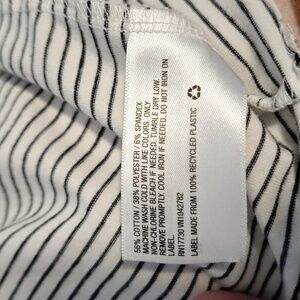 56% COTTON / 38% POLYESTER / 6% SPANDEX
MACHINE WASH COLD WITH LIKE COLORS. ONLY
NON-CHLORINE BLEACH IF NEEDED. TUMBLE DRY LOW.
REMOVE PROMPTLY. COOL IRON IF NEEDED. DO NOT IRON ON
LABEL.
RN17730 VN1042782
LABEL MADE FROM 100% RECYCLED PLASTIC